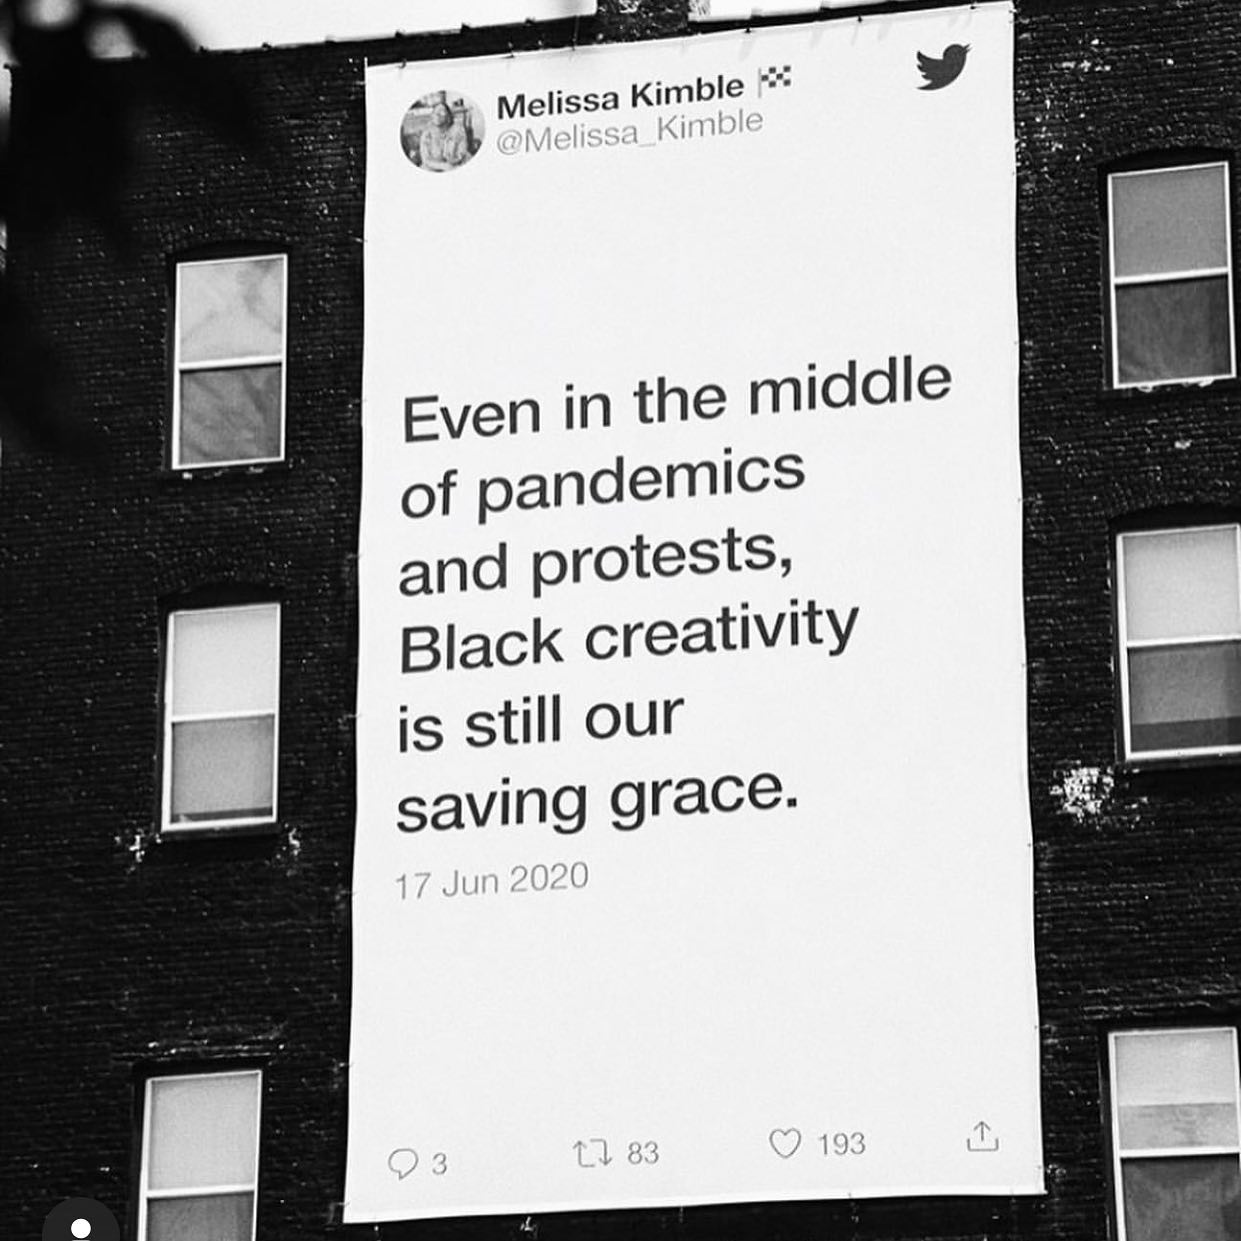 Melissa Kimble 🏁
@Melissa_Kimble
Even in the middle
of pandemics
and protests,
Black creativity
is still our
saving grace.
17 Jun 2020
3 83 193